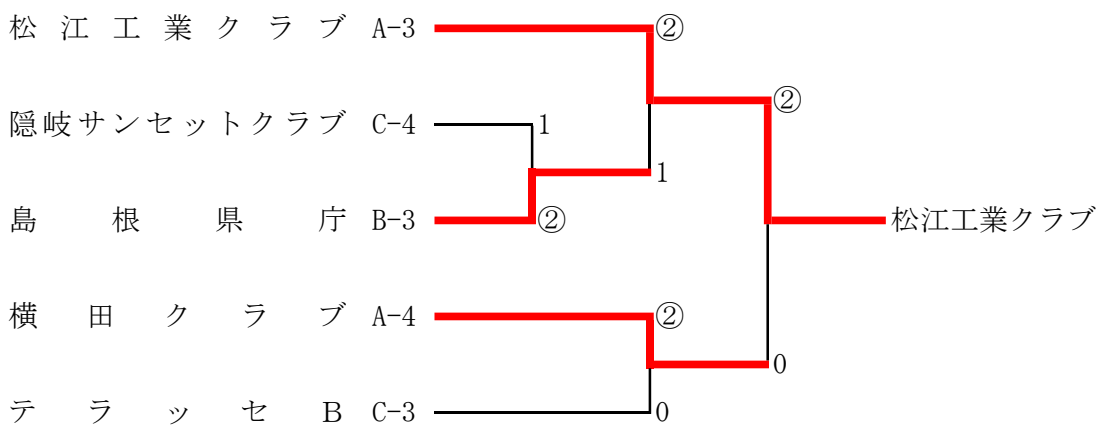 松江工業クラブ A-3 ②
②
隠岐サンセットクラブ C-4 1
1
島根県庁 B-3 ② 松江工業クラブ
横田クラブ A-4 ②
0
テラッセB C-3 0